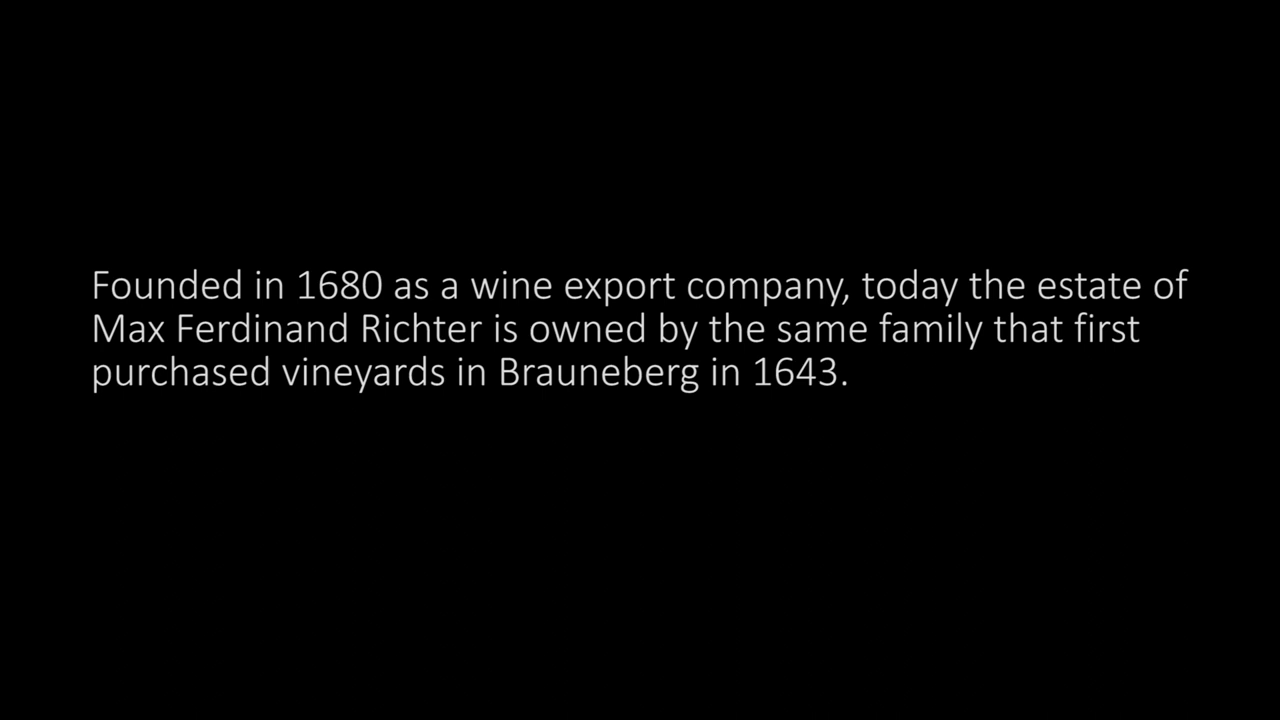 Founded in 1680 as a wine export company, today the estate of
Max Ferdinand Richter is owned by the same family that first
purchased vineyards in Brauneberg in 1643.